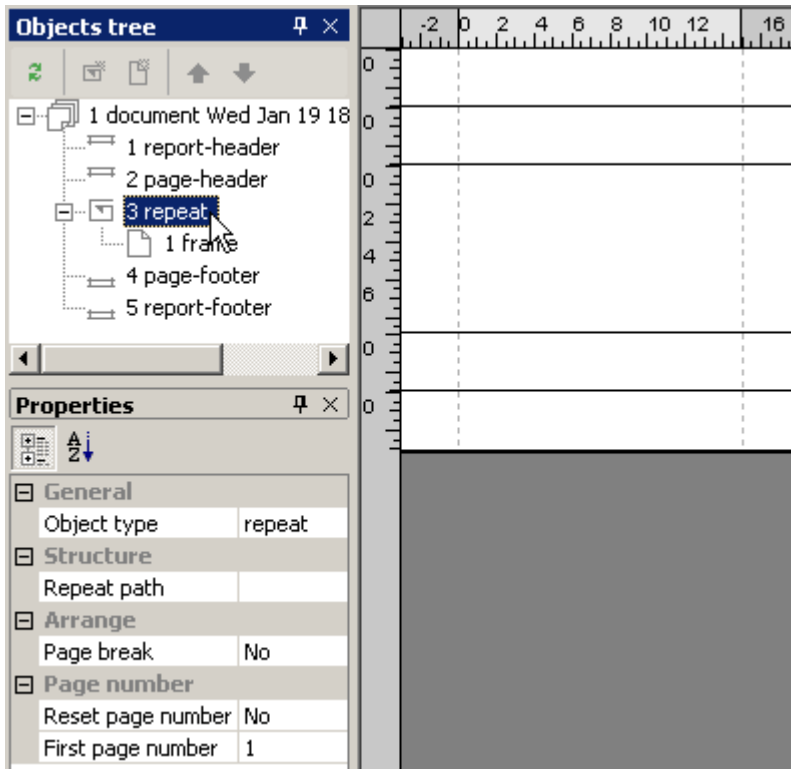 Objects tree
1 document Wed Jan 19 18
1 report-header
2 page-header
3 repeat
1 frame
4 page-footer
5 report-footer
Properties
A
Z
General
Object type repeat
Structure
Repeat path
Arrange
Page break No
Page number
Reset page number No
First page number 1
-2 0 2 4 6 8 10 12 16
0
0
0
2
4
6
0
0